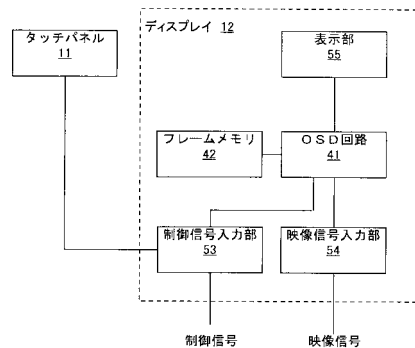 ディスプレイ 12
タッチパネル
11
表示部
55
フレームメモリ
42
ＯＳＤ回路
41
制御信号入力部
53
映像信号入力部
54
制御信号
映像信号